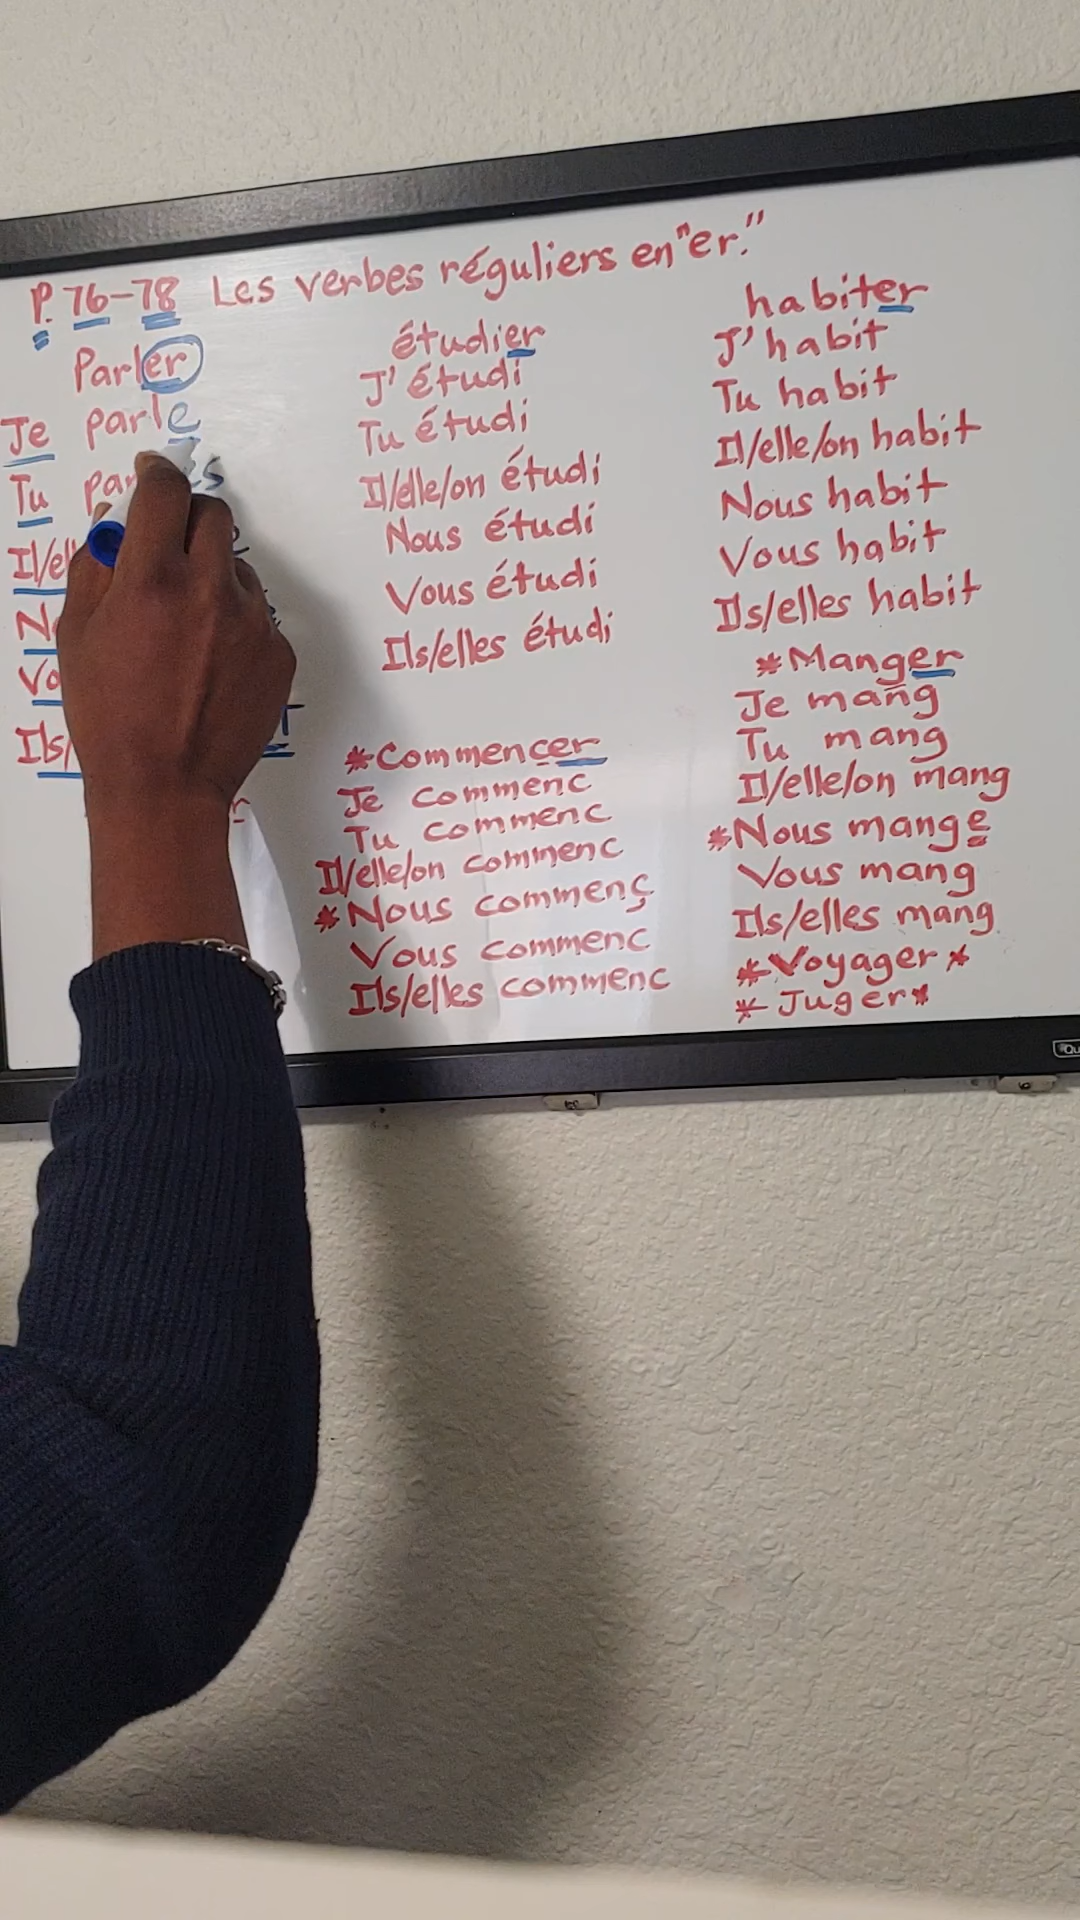 P. 76-78 Les verbes réguliers en "er."
Parler
Je parle
Tu
Il/
Ils/
étudier
J'étudi
Tu étudi
Il/elle/on étudi
Nous étudi
Vous étudi
Ils/elles étudi
*Commencer
Je commenc
Tu commenc
Il/elle/on commenc
*Nous commenç
Vous commenc
Ils/elles commenc
habiter
J'habit
Tu habit
Il/elle/on habit
Nous habit
Vous habit
Ils/elles habit
*Manger
Je mang
Tu mang
Il/elle/on mang
*Nous mange
Vous mang
Ils/elles mang
*Voyager*
*Juger*